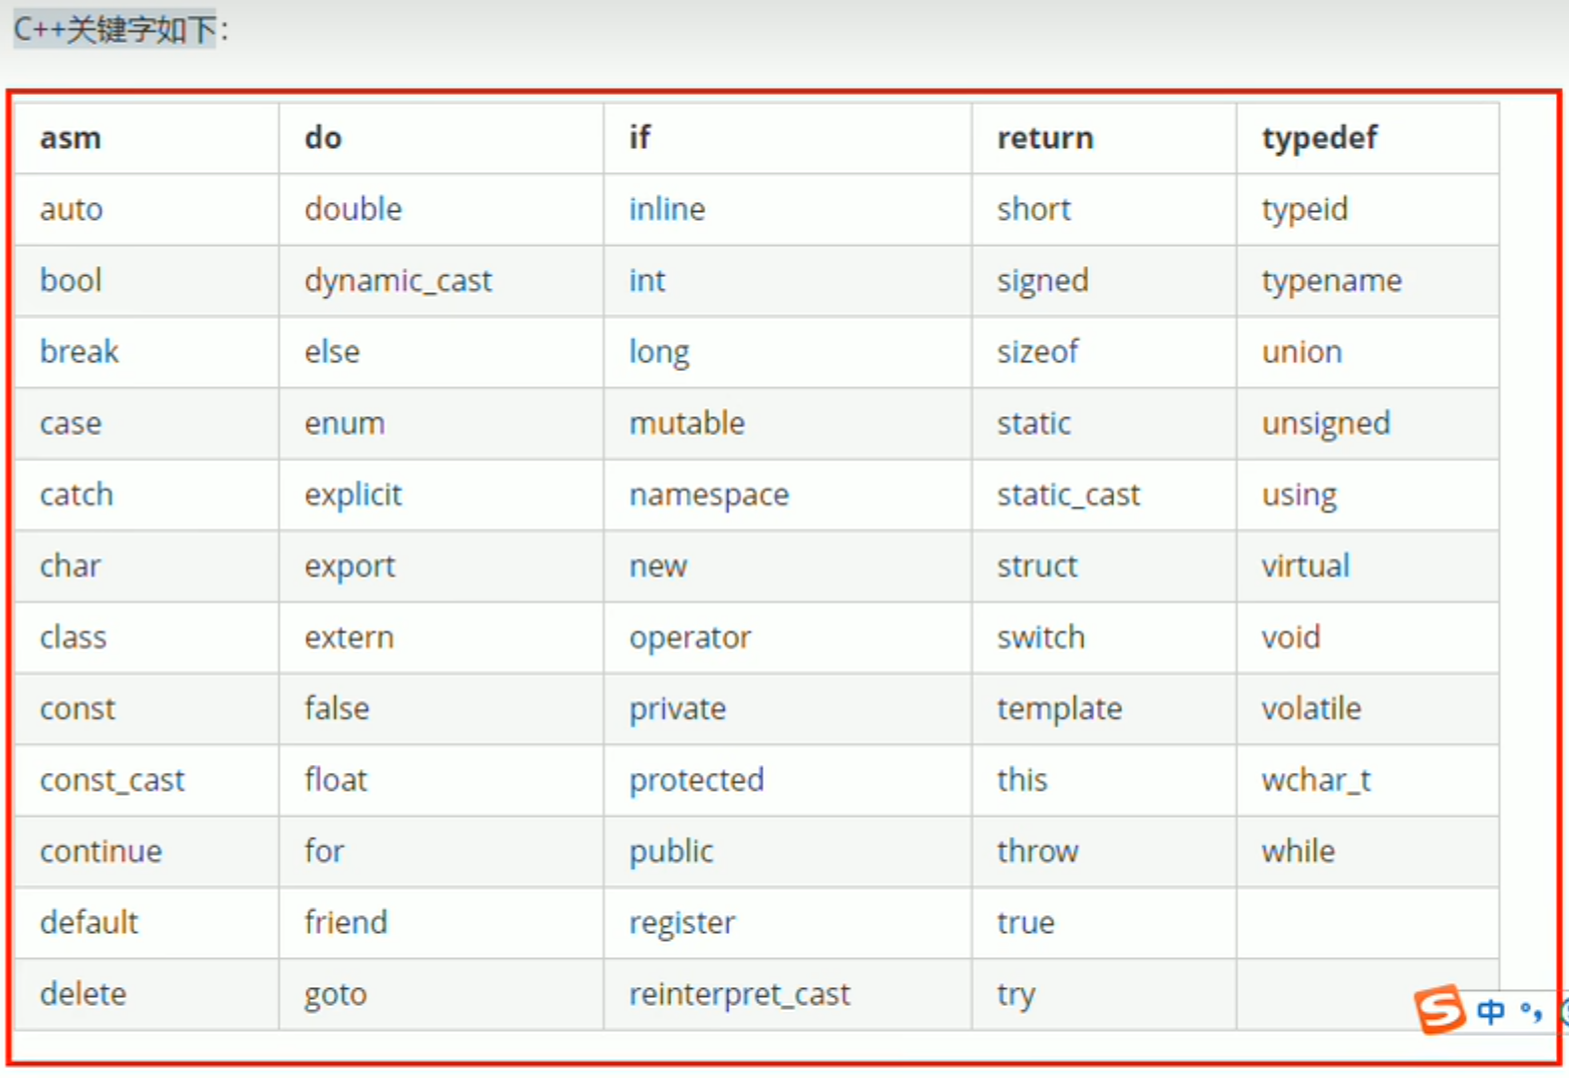 C++关键字如下：
asm do if return typedef
auto double inline short typeid
bool dynamic_cast int signed typename
break else long sizeof union
case enum mutable static unsigned
catch explicit namespace static_cast using
char export new struct virtual
class extern operator switch void
const false private template volatile
const_cast float protected this wchar_t
continue for public throw while
default friend register true
delete goto reinterpret_cast try
S 中 °，